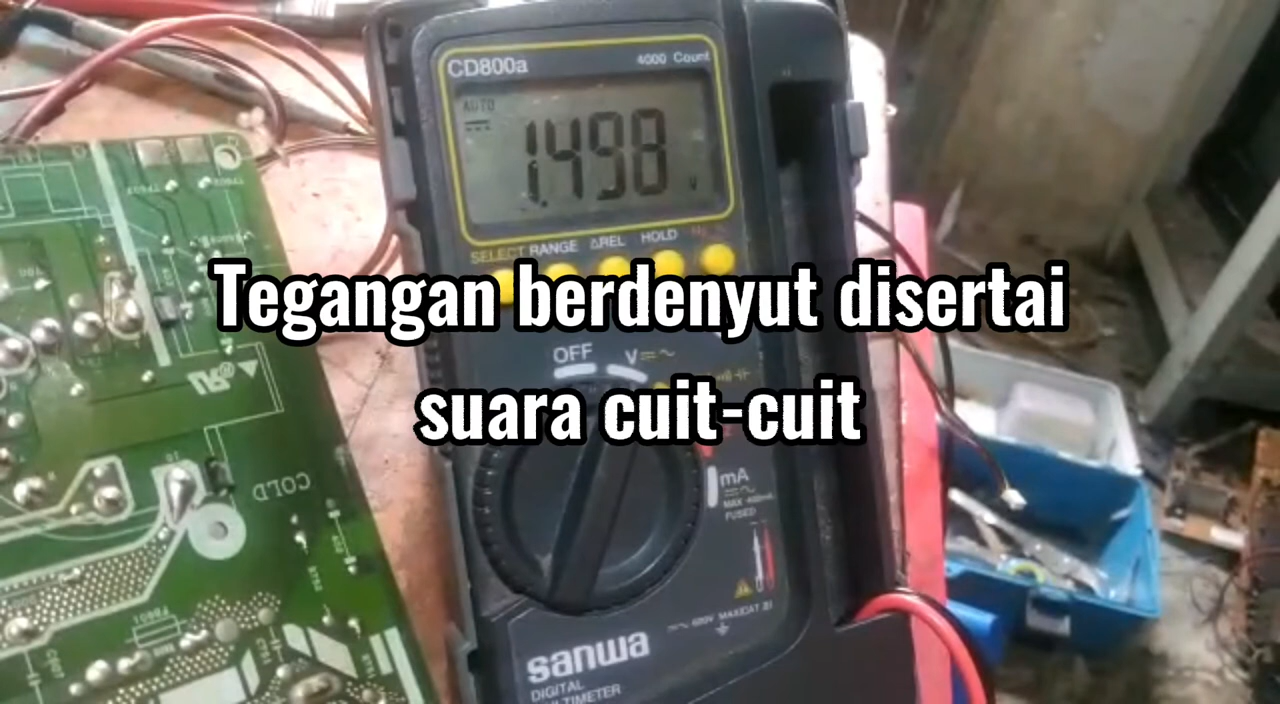 CD800a
4000 Count
AUTO
1.498
V
SELECT RANGE ΔREL HOLD
Tegangan berdenyut disertai
OFF
V
suara cuit-cuit
mA
COLD
FUSED
sanwa
DIGITAL